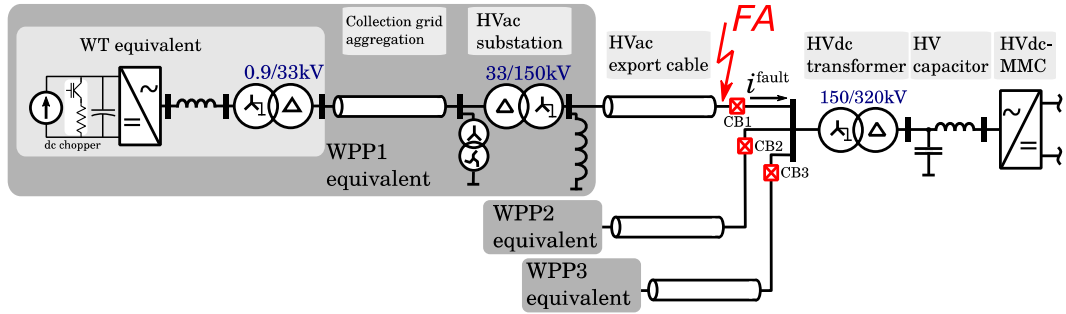 WT equivalent
dc chopper
0.9/33kV
Collection grid
aggregation
HVac
substation
33/150kV
WPP1
equivalent
HVac
export cable
FA
i^fault
CB1
CB2
CB3
HVdc
transformer
150/320kV
HV
capacitor
HVdc-
MMC
WPP2
equivalent
WPP3
equivalent